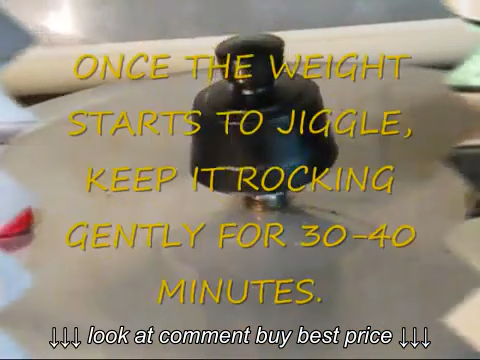 ONCE THE WEIGHT
STARTS TO JIGGLE,
KEEP IT ROCKING
GENTLY FOR 30-40
MINUTES.
↓↓↓ look at comment buy best price ↓↓↓